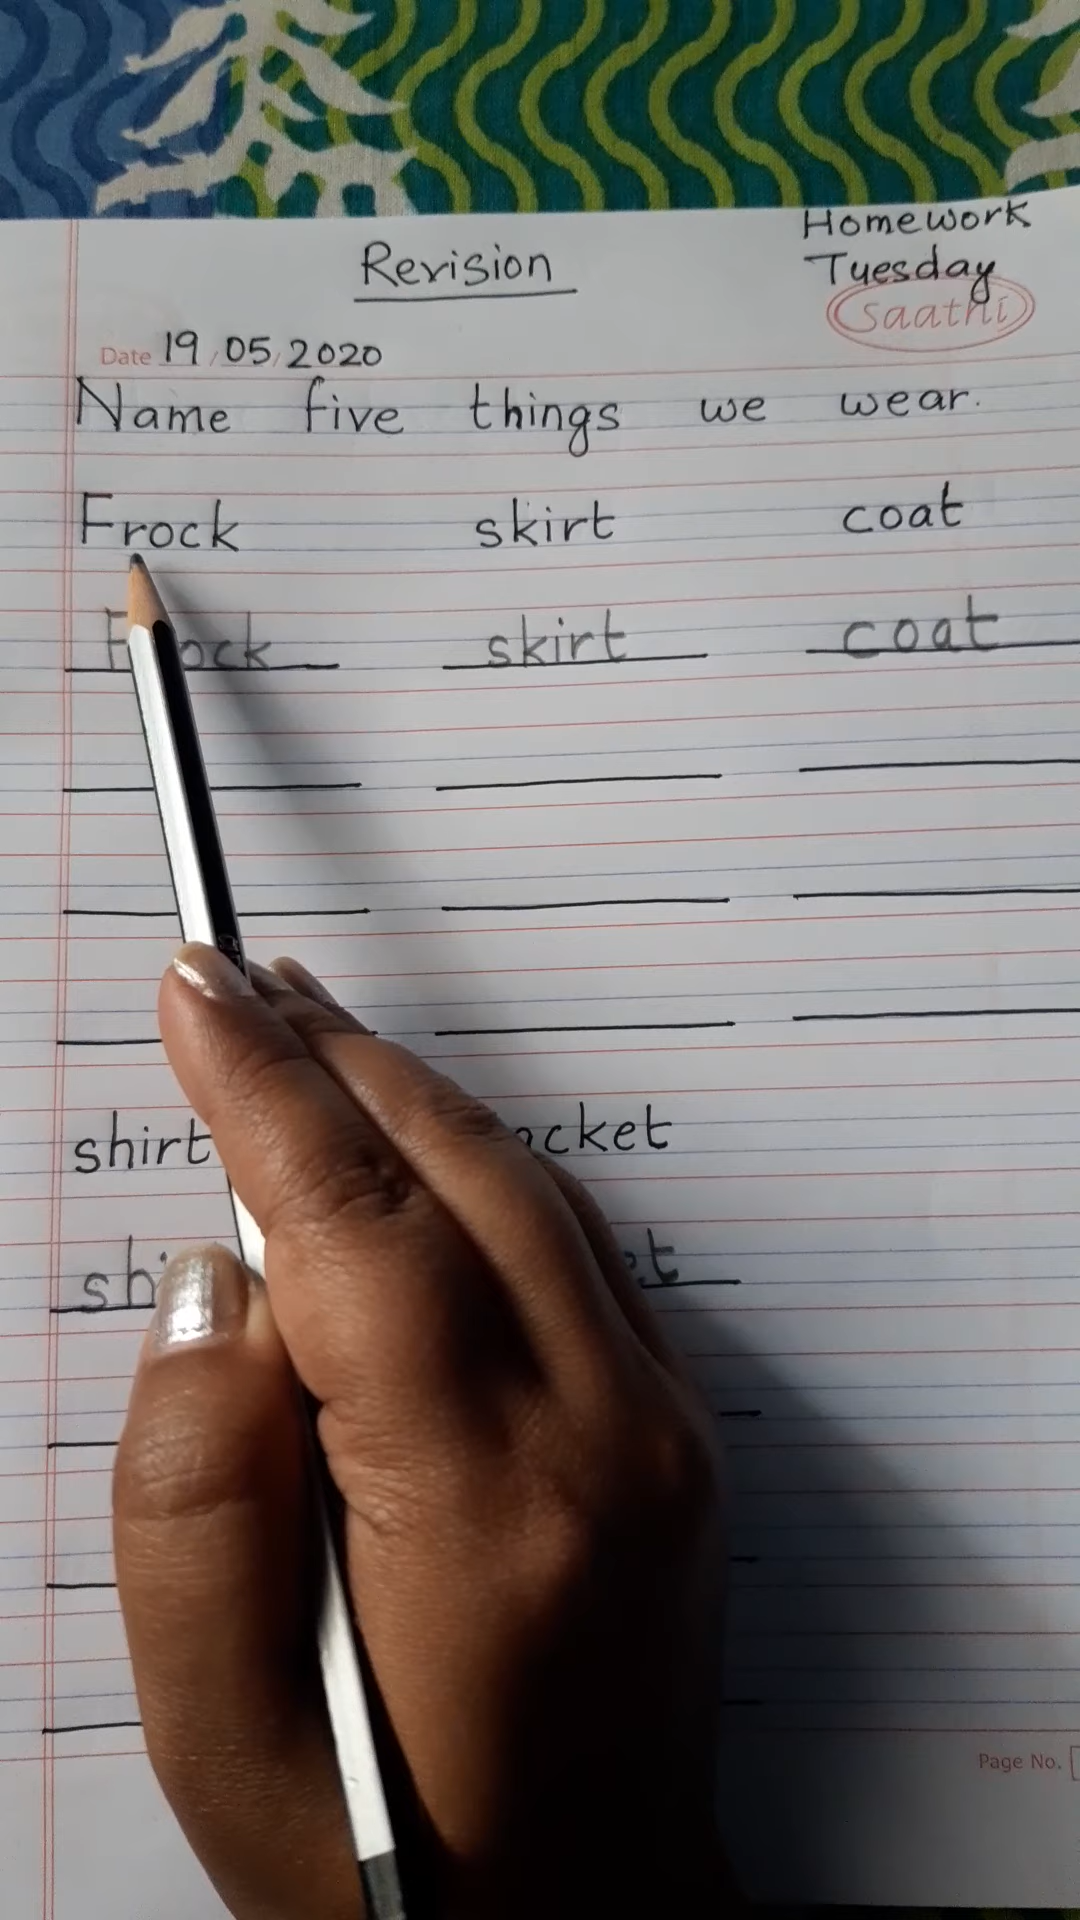 Homework
Revision
Tuesday
saathi
Date 19/05/2020
Name five things we wear.
Frock skirt coat
skirt coat
shirt
Page No.